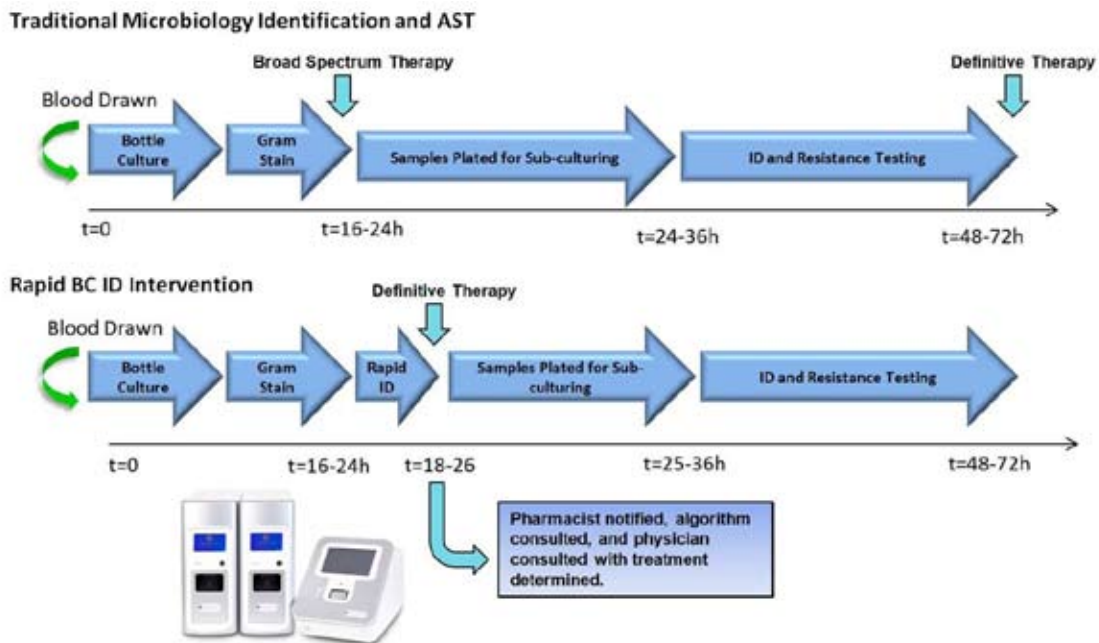 Traditional Microbiology Identification and AST
Broad Spectrum Therapy
Definitive Therapy
Blood Drawn
Bottle
Culture
Gram
Stain
Samples Plated for Sub-culturing
ID and Resistance Testing
t=0
t=16-24h
t=24-36h
t=48-72h
Rapid BC ID Intervention
Definitive Therapy
Blood Drawn
Bottle
Culture
Gram
Stain
Rapid
ID
Samples Plated for Sub-
culturing
ID and Resistance Testing
t=0
t=16-24h
t=18-26
t=25-36h
t=48-72h
Pharmacist notified, algorithm
consulted, and physician
consulted with treatment
determined.